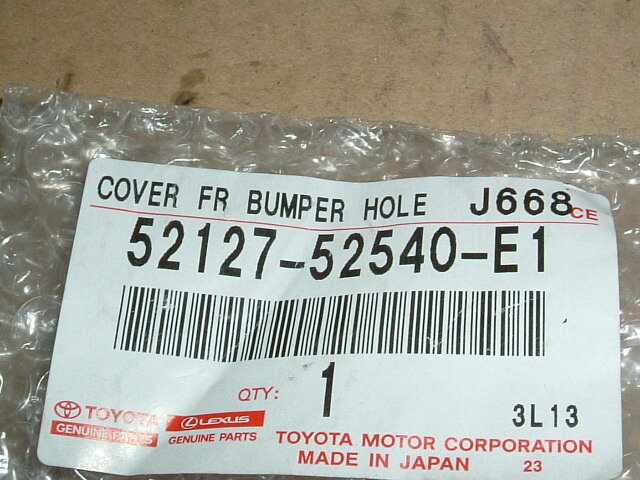 COVER FR BUMPER HOLE J668 CE
52127-52540-E1
QTY: 1
3L13
TOYOTA
GENUINE PARTS
LEXUS
GENUINE PARTS
TOYOTA MOTOR CORPORATION
MADE IN JAPAN 23